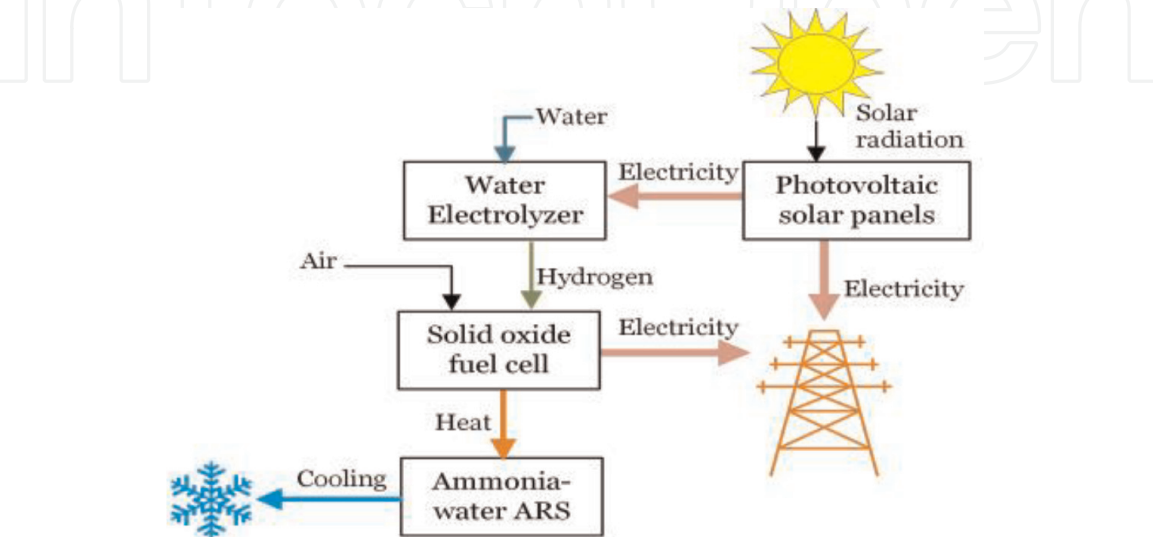 Solar
radiation
Water
Electricity
Water
Electrolyzer
Photovoltaic
solar panels
Air
Hydrogen
Electricity
Solid oxide
fuel cell
Electricity
Heat
Cooling
Ammonia-
water ARS